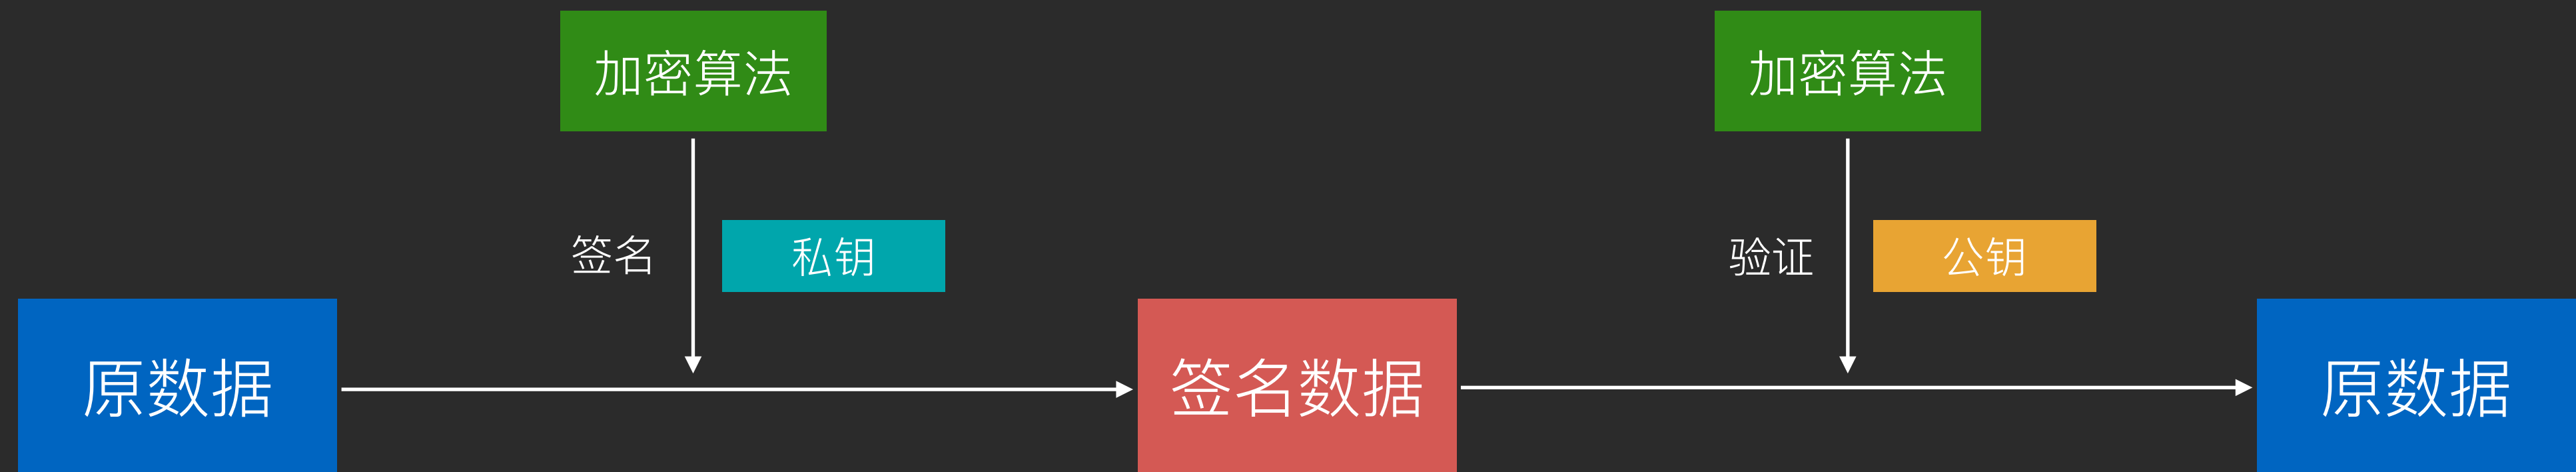 加密算法
加密算法
签名
私钥
验证
公钥
原数据
签名数据
原数据